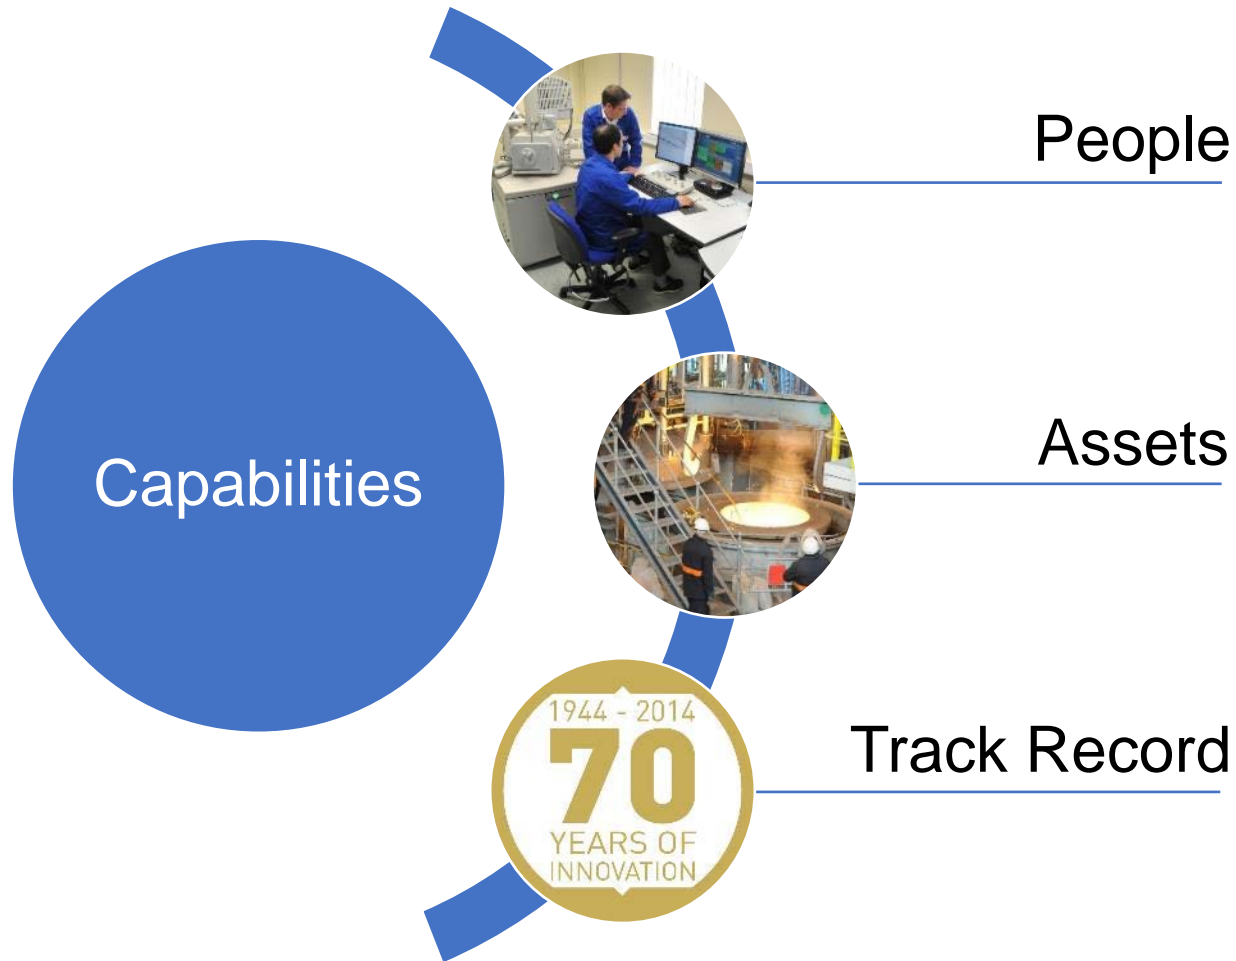 Capabilities
People
Assets
1944 - 2014
70
YEARS OF
INNOVATION
Track Record